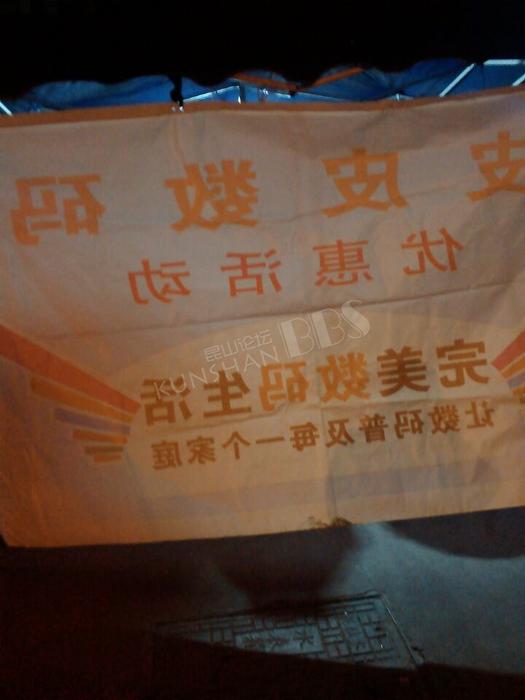 皮皮数码
优惠活动
完美数码生活
让数码普及每一个家庭
昆山论坛
KUNSHAN BBS